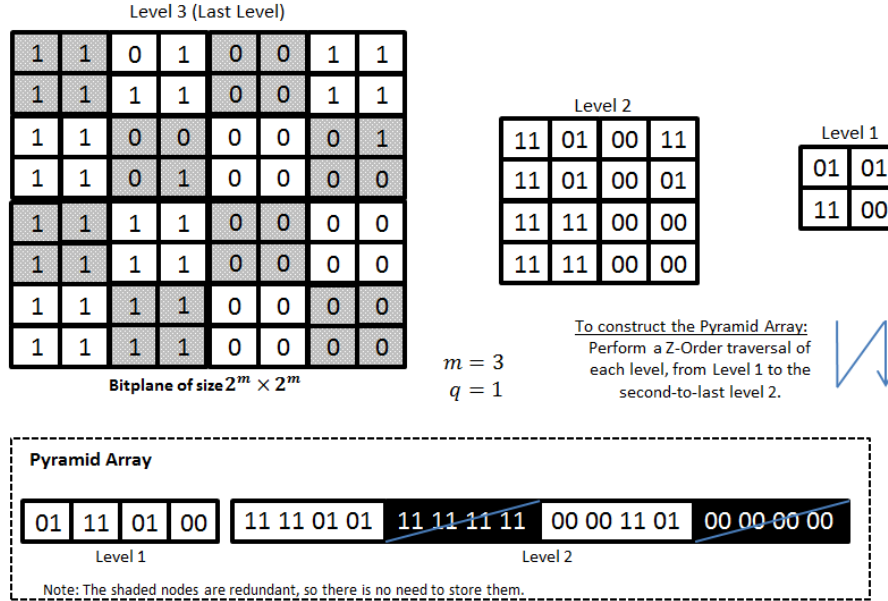 Level 3 (Last Level)
1 1 0 1 0 0 1 1
1 1 1 1 0 0 1 1
1 1 0 0 0 0 0 1
1 1 0 1 0 0 0 0
1 1 1 1 0 0 0 0
1 1 1 1 0 0 0 0
1 1 1 1 0 0 0 0
1 1 1 1 0 0 0 0
Bitplane of size 2^m × 2^m
Level 2
11 01 00 11
11 01 00 01
11 11 00 00
11 11 00 00
Level 1
01 01
11 00
m = 3
q = 1
To construct the Pyramid Array:
Perform a Z-Order traversal of
each level, from Level 1 to the
second-to-last level 2.
Pyramid Array
01 11 01 00 11 11 01 01 11 11 11 11 00 00 11 01 00 00 00 00
Level 1 Level 2
Note: The shaded nodes are redundant, so there is no need to store them.